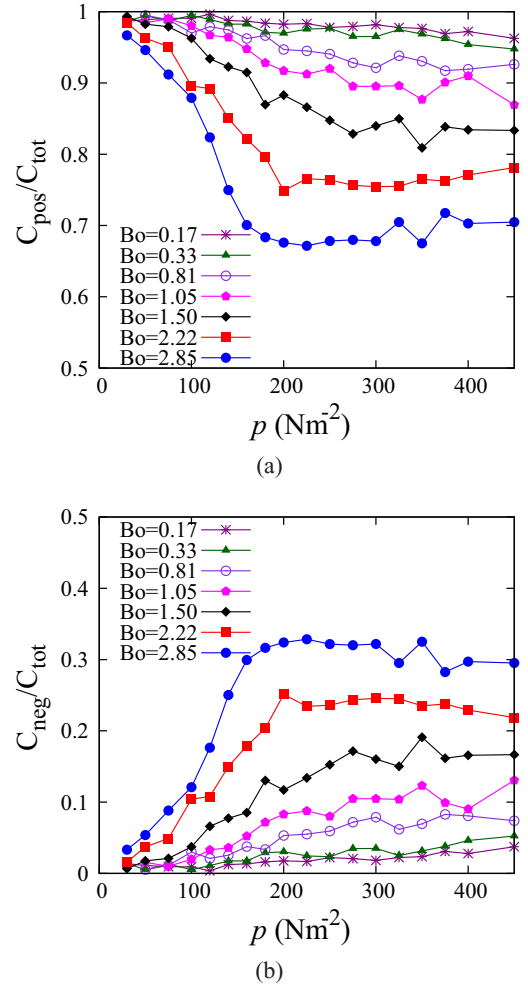 1
0.9
0.8
0.7
0.6
0.5
C_pos/C_tot
Bo=0.17
Bo=0.33
Bo=0.81
Bo=1.05
Bo=1.50
Bo=2.22
Bo=2.85
0 100 200 300 400
p (Nm⁻²)
(a)
0.5
0.4
0.3
0.2
0.1
0
C_neg/C_tot
Bo=0.17
Bo=0.33
Bo=0.81
Bo=1.05
Bo=1.50
Bo=2.22
Bo=2.85
0 100 200 300 400
p (Nm⁻²)
(b)